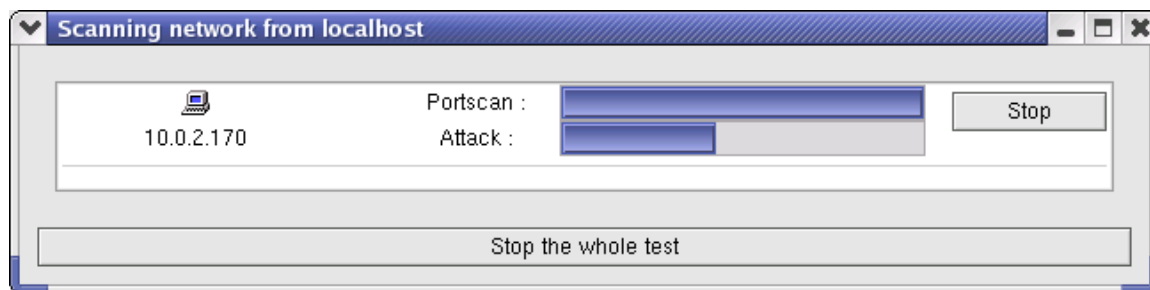 Scanning network from localhost
Portscan :
Stop
10.0.2.170
Attack :
Stop the whole test